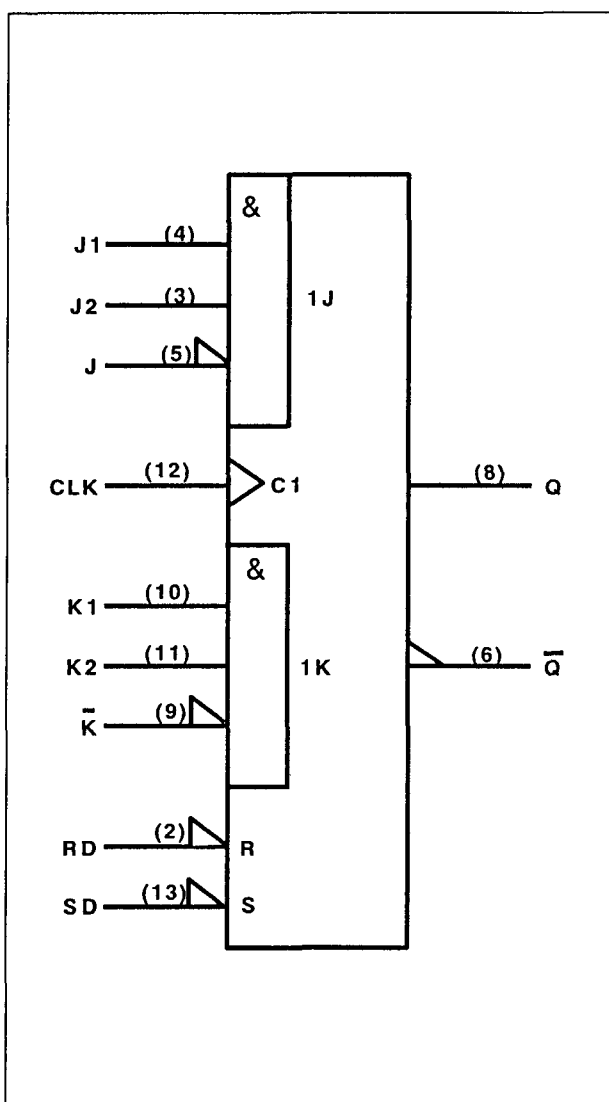 &
J1 (4)
J2 (3) 1J
J (5)
CLK (12) C1 (8) Q
&
K1 (10)
K2 (11) 1K (6) Q̅
K̅ (9)
RD (2) R
SD (13) S